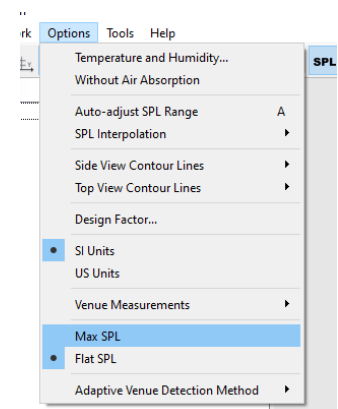 rk Options Tools Help
Temperature and Humidity...
SPL
Without Air Absorption
Auto-adjust SPL Range A
SPL Interpolation
Side View Contour Lines
Top View Contour Lines
Design Factor...
SI Units
US Units
Venue Measurements
Max SPL
Flat SPL
Adaptive Venue Detection Method